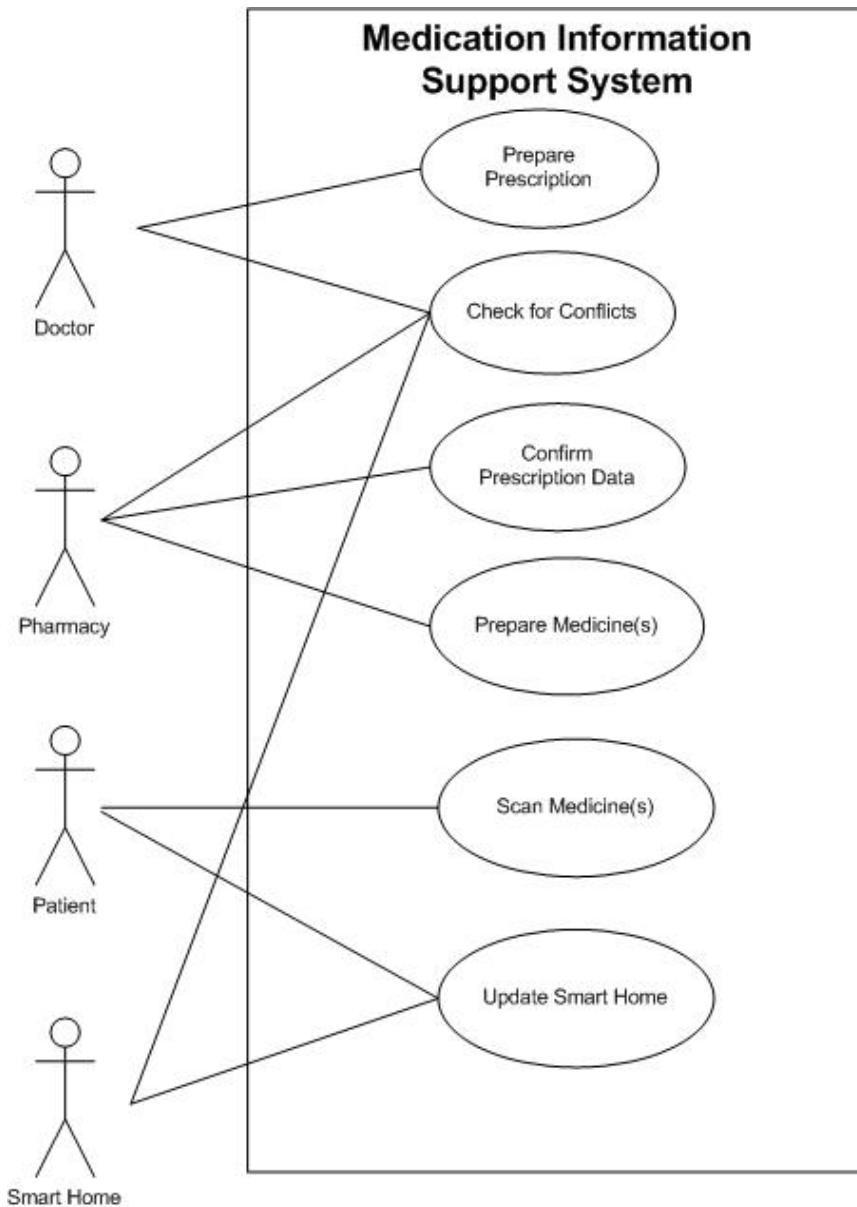 Medication Information
Support System
Prepare
Prescription
Doctor
Check for Conflicts
Confirm
Prescription Data
Pharmacy
Prepare Medicine(s)
Scan Medicine(s)
Patient
Update Smart Home
Smart Home